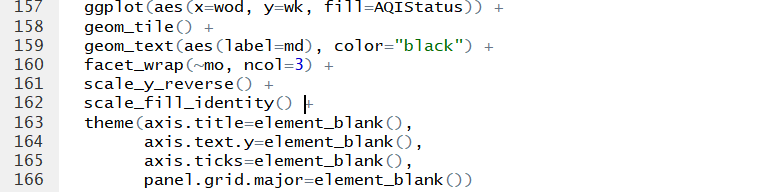 157 ggplot(aes(x=wod, y=wk, fill=AQIStatus)) +
158 geom_tile() +
159 geom_text(aes(label=md), color="black") +
160 facet_wrap(~mo, ncol=3) +
161 scale_y_reverse() +
162 scale_fill_identity() +
163 theme(axis.title=element_blank(),
164 axis.text.y=element_blank(),
165 axis.ticks=element_blank(),
166 panel.grid.major=element_blank())